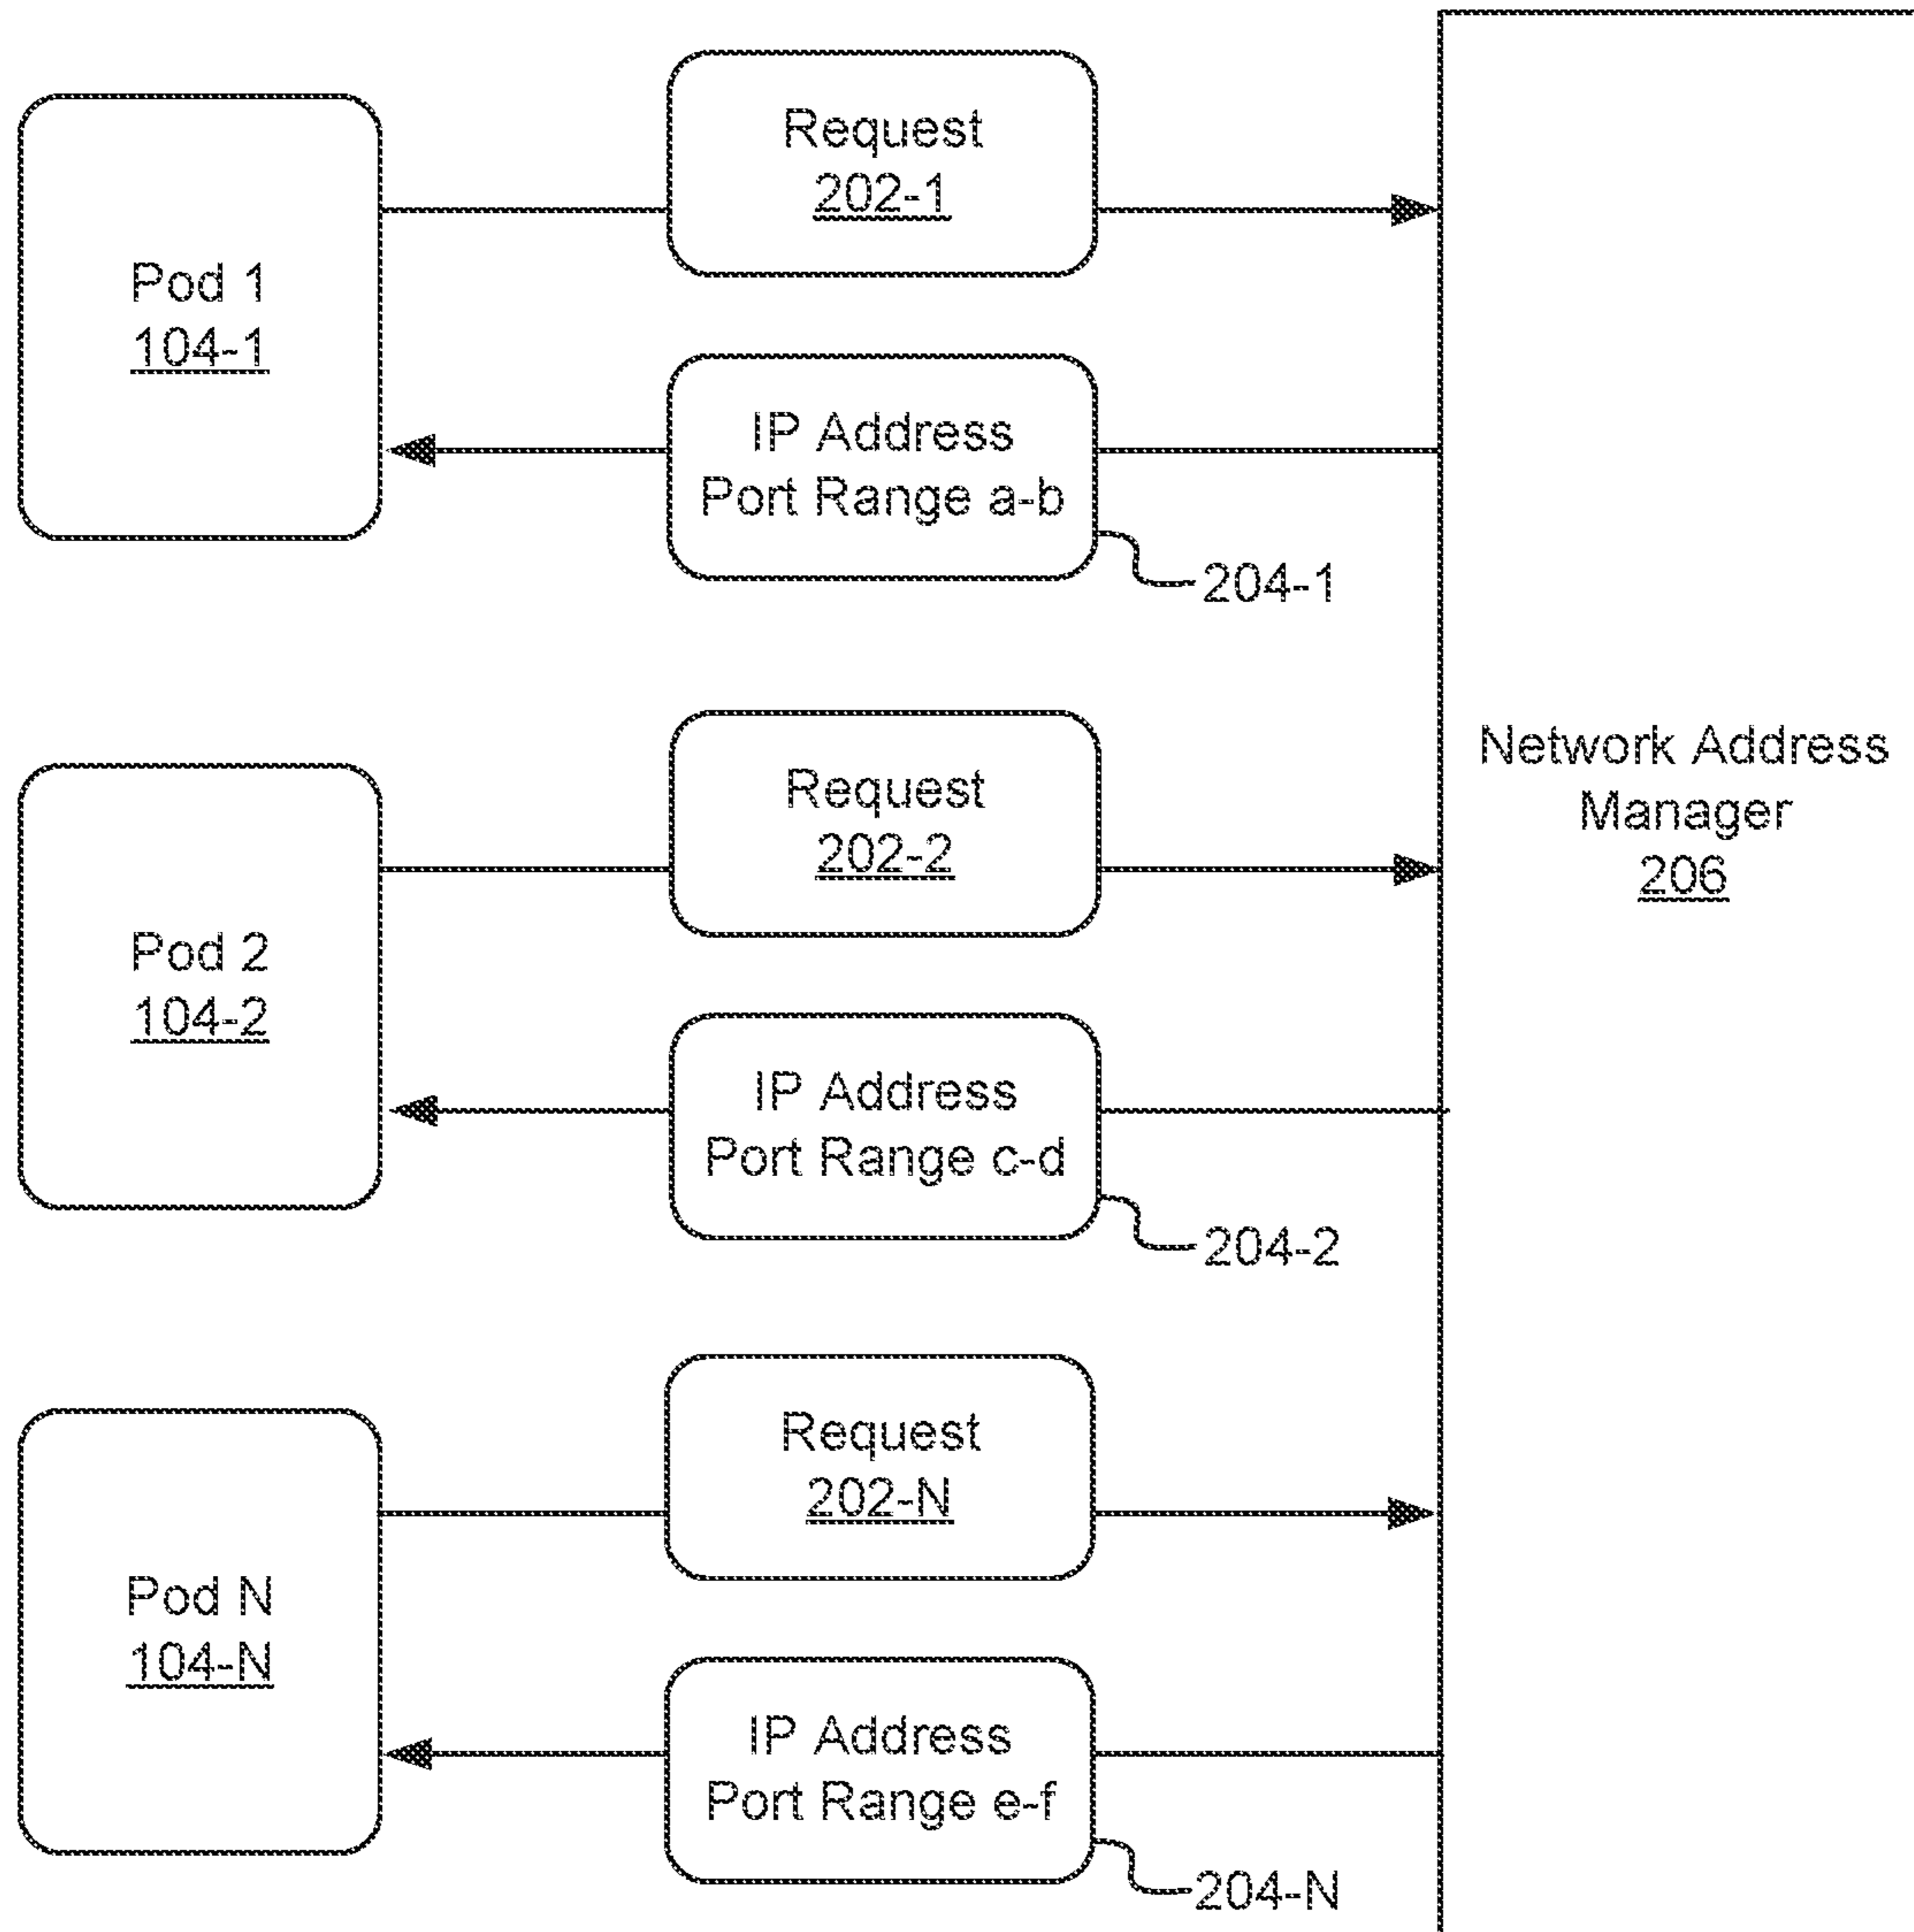 Request
202-1
Pod 1
104-1
IP Address
Port Range a-b
204-1
Request
202-2
Network Address
Manager
206
Pod 2
104-2
IP Address
Port Range c-d
204-2
Request
202-N
Pod N
104-N
IP Address
Port Range e-f
204-N